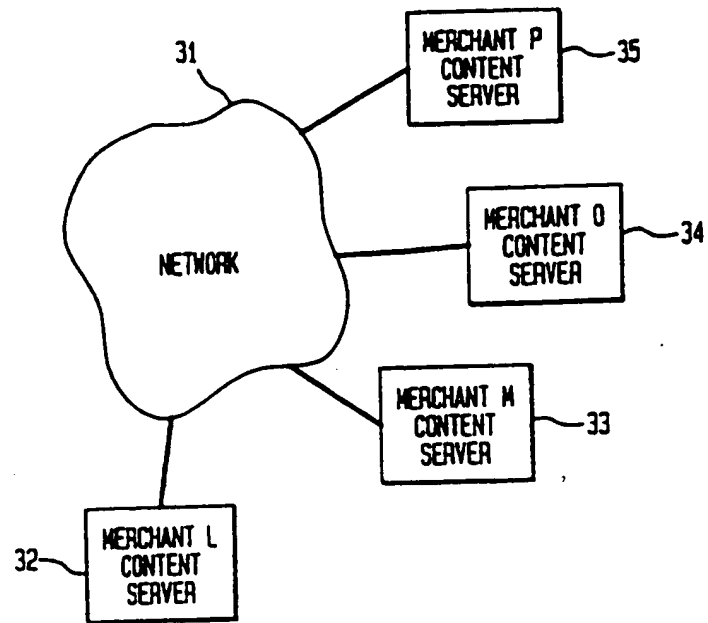 31
MERCHANT P
CONTENT
SERVER
35
NETWORK
MERCHANT O
CONTENT
SERVER
34
MERCHANT M
CONTENT
SERVER
33
MERCHANT L
CONTENT
SERVER
32